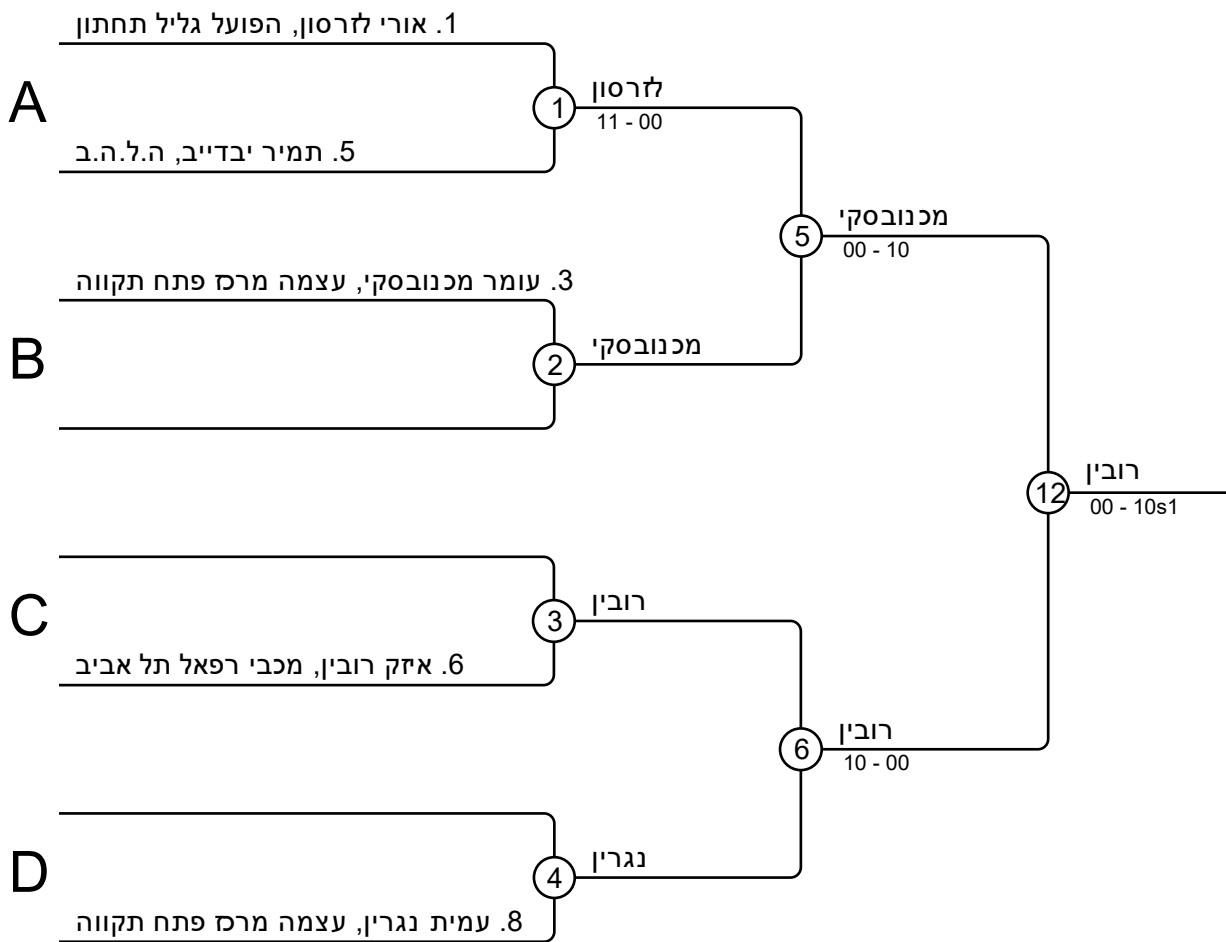 1. אורי לזרסון, הפועל גליל תחתון
A
1
לזרסון
11 - 00
5. תמיר יבדייב, ה.ל.ה.ב
5
מכנובסקי
00 - 10
3. עומר מכנובסקי, עצמה מרכז פתח תקווה
B
2
מכנובסקי
12
רובין
00 - 10s1
C
3
רובין
6. איזק רובין, מכבי רפאל תל אביב
6
רובין
10 - 00
D
4
נגרין
8. עמית נגרין, עצמה מרכז פתח תקווה